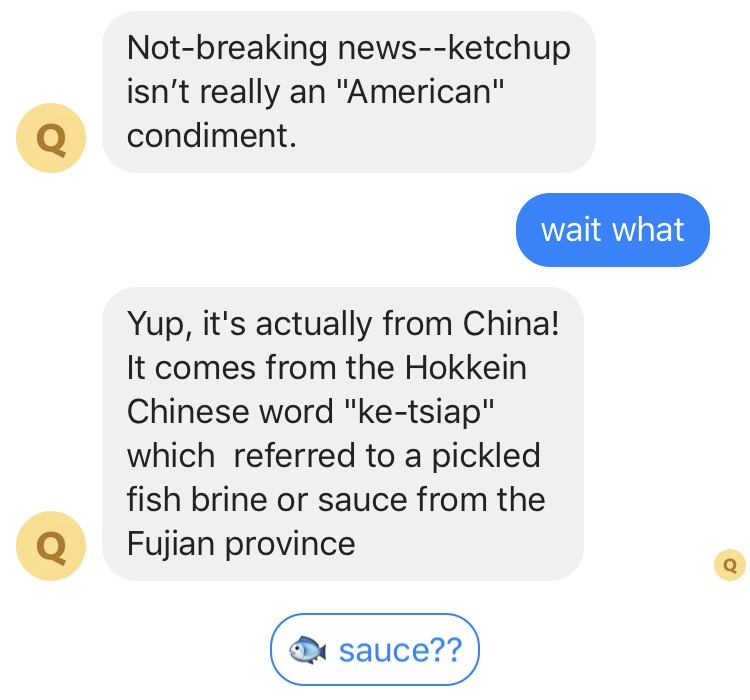 Not-breaking news--ketchup
isn’t really an "American"
condiment.
Q
wait what
Yup, it's actually from China!
It comes from the Hokkein
Chinese word "ke-tsiap"
which  referred to a pickled
fish brine or sauce from the
Fujian province
Q
Q
🐟 sauce??